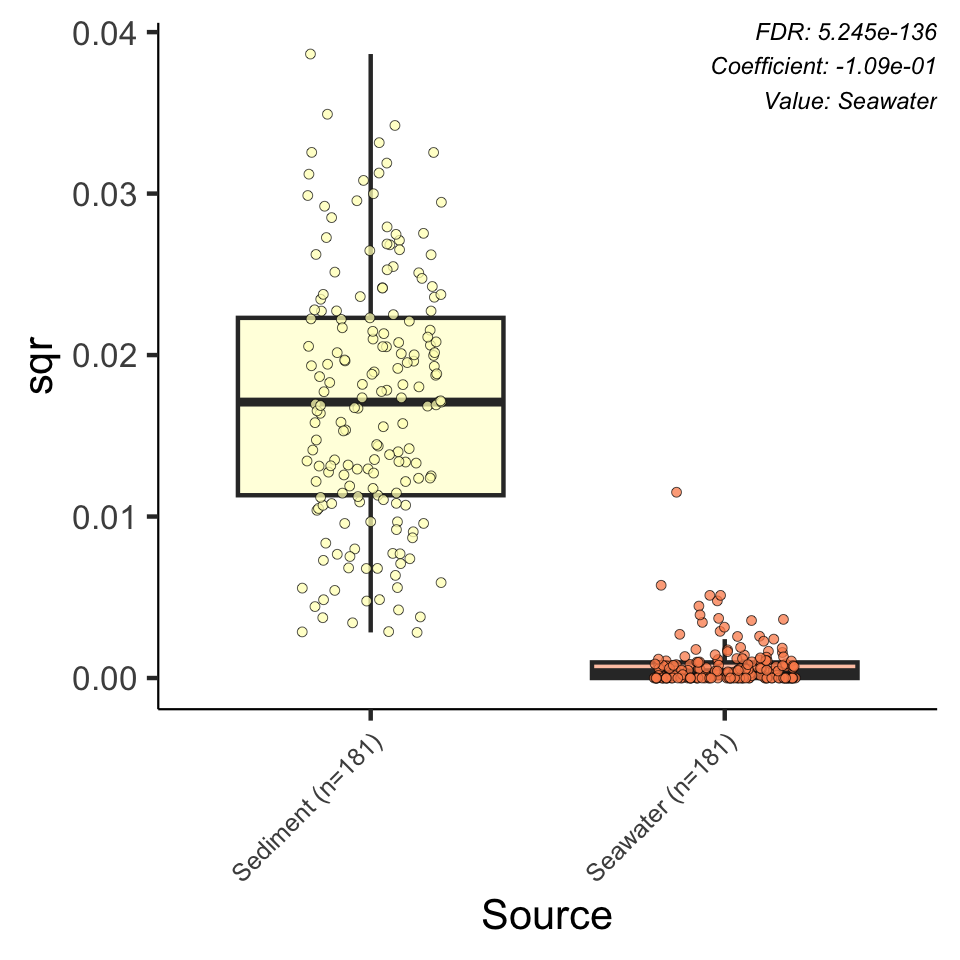 FDR: 5.245e-136
Coefficient: -1.09e-01
Value: Seawater
0.04
0.03
0.02
0.01
0.00
sqr
Sediment (n=181)
Seawater (n=181)
Source